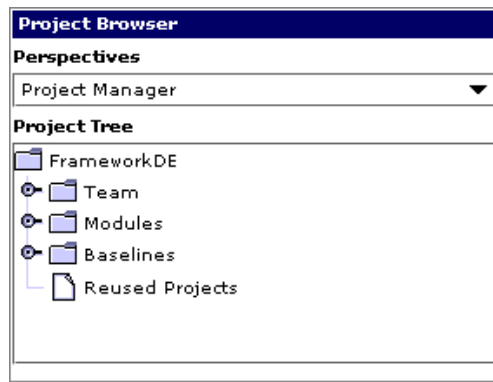 Project Browser
Perspectives
Project Manager
Project Tree
FrameworkDE
Team
Modules
Baselines
Reused Projects